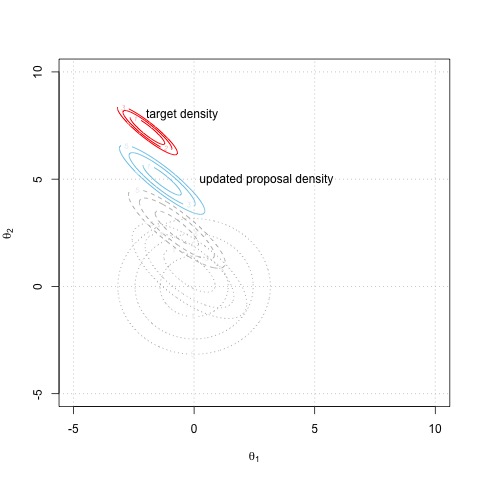 10
target density
5
updated proposal density
θ2
0
-5
-5 0 5 10
θ1